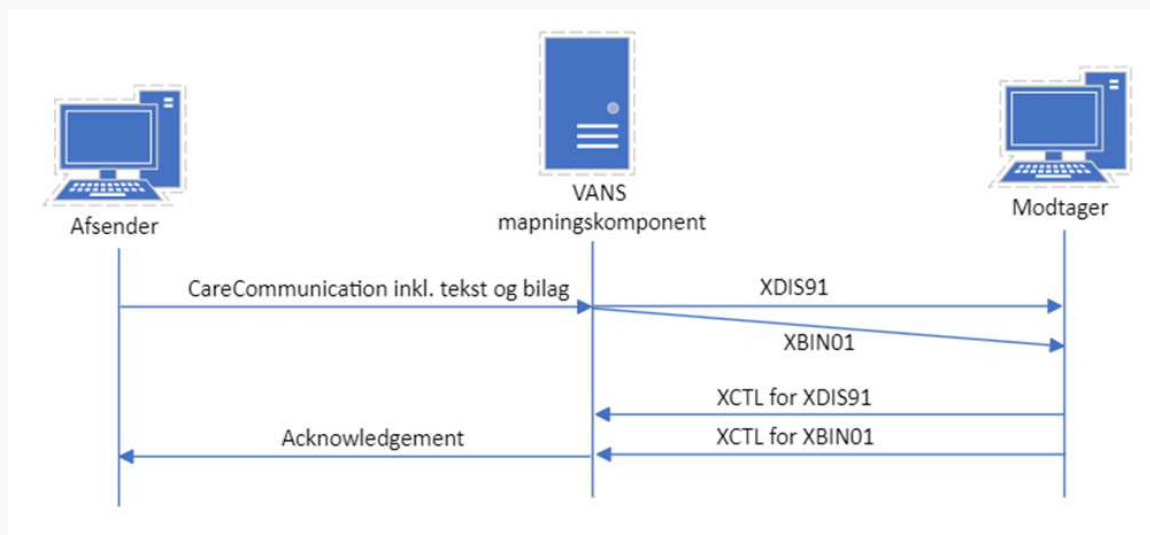 VANS
mapningskomponent
Modtager
Afsender
CareCommunication inkl. tekst og bilag
XDIS91
XBIN01
XCTL for XDIS91
XCTL for XBIN01
Acknowledgement